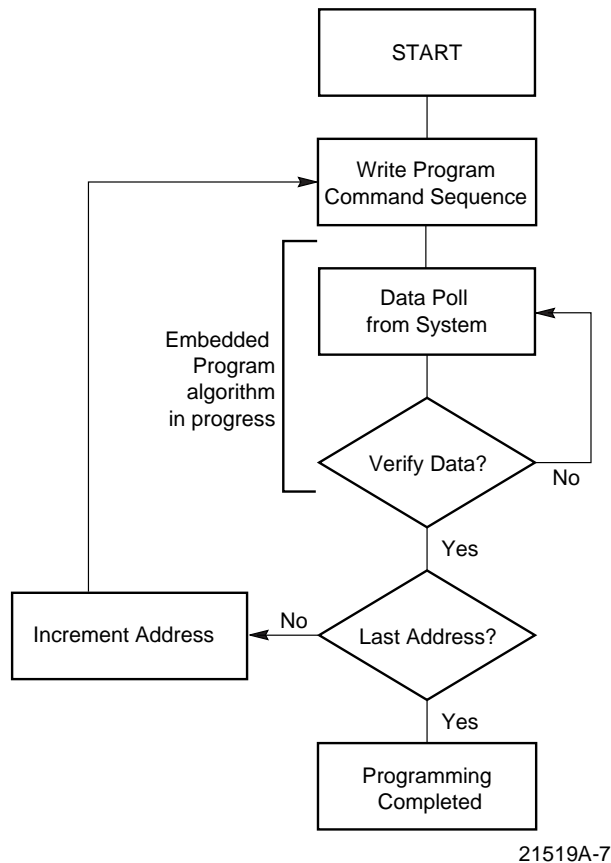 START
Write Program
Command Sequence
Data Poll
from System
Embedded
Program
algorithm
in progress
Verify Data?
No
Yes
Last Address?
No
Increment Address
Yes
Programming
Completed
21519A-7